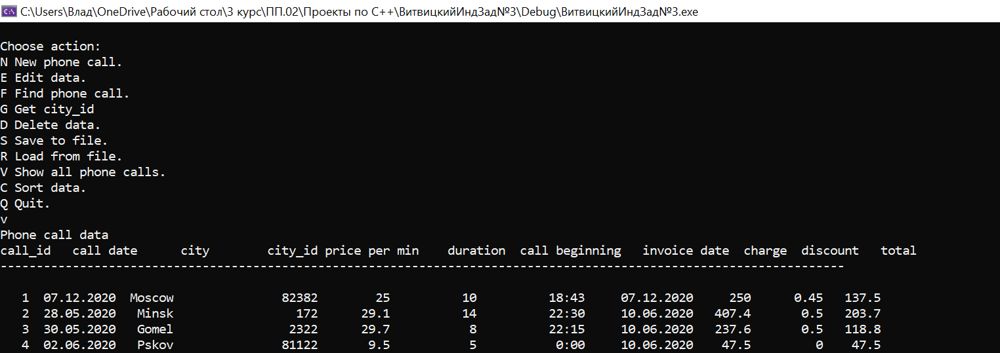 C:\Users\Влад\OneDrive\Рабочий стол\3 курс\ПП.02\Проекты по C++\ВитвицкийИндЗад№3\Debug\ВитвицкийИндЗад№3.exe
Choose action:
N New phone call.
E Edit data.
F Find phone call.
G Get city_id
D Delete data.
S Save to file.
R Load from file.
V Show all phone calls.
C Sort data.
Q Quit.
v
Phone call data
call_id call date city city_id price per min duration call beginning invoice date charge discount total
---------------------------------------------------------------------------------------------------------------------
1 07.12.2020 Moscow 82382 25 10 18:43 07.12.2020 250 0.45 137.5
2 28.05.2020 Minsk 172 29.1 14 22:30 10.06.2020 407.4 0.5 203.7
3 30.05.2020 Gomel 2322 29.7 8 22:15 10.06.2020 237.6 0.5 118.8
4 02.06.2020 Pskov 81122 9.5 5 0:00 10.06.2020 47.5 0 47.5